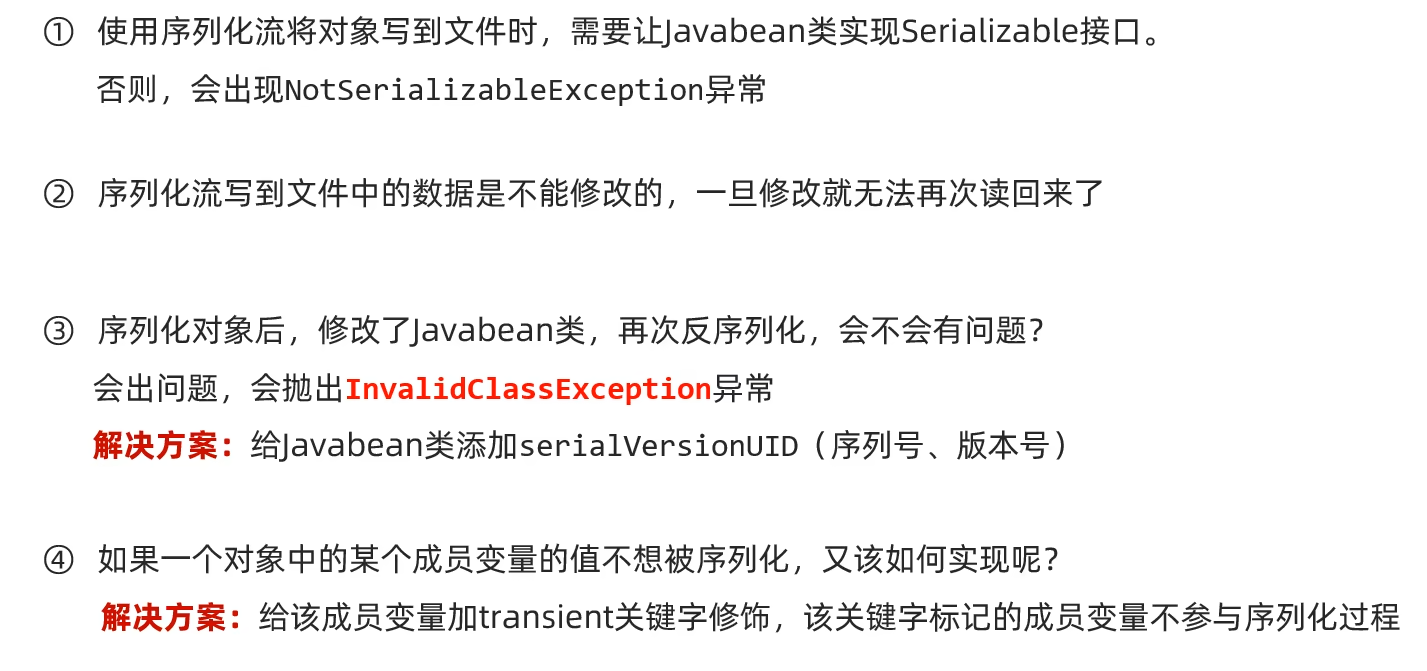 ① 使用序列化流将对象写到文件时，需要让Javabean类实现Serializable接口。
否则，会出现NotSerializableException异常
② 序列化流写到文件中的数据是不能修改的，一旦修改就无法再次读回来了
③ 序列化对象后，修改了Javabean类，再次反序列化，会不会有问题？
会出问题，会抛出InvalidClassException异常
解决方案：给Javabean类添加serialVersionUID（序列号、版本号）
④ 如果一个对象中的某个成员变量的值不想被序列化，又该如何实现呢？
解决方案：给该成员变量加transient关键字修饰，该关键字标记的成员变量不参与序列化过程